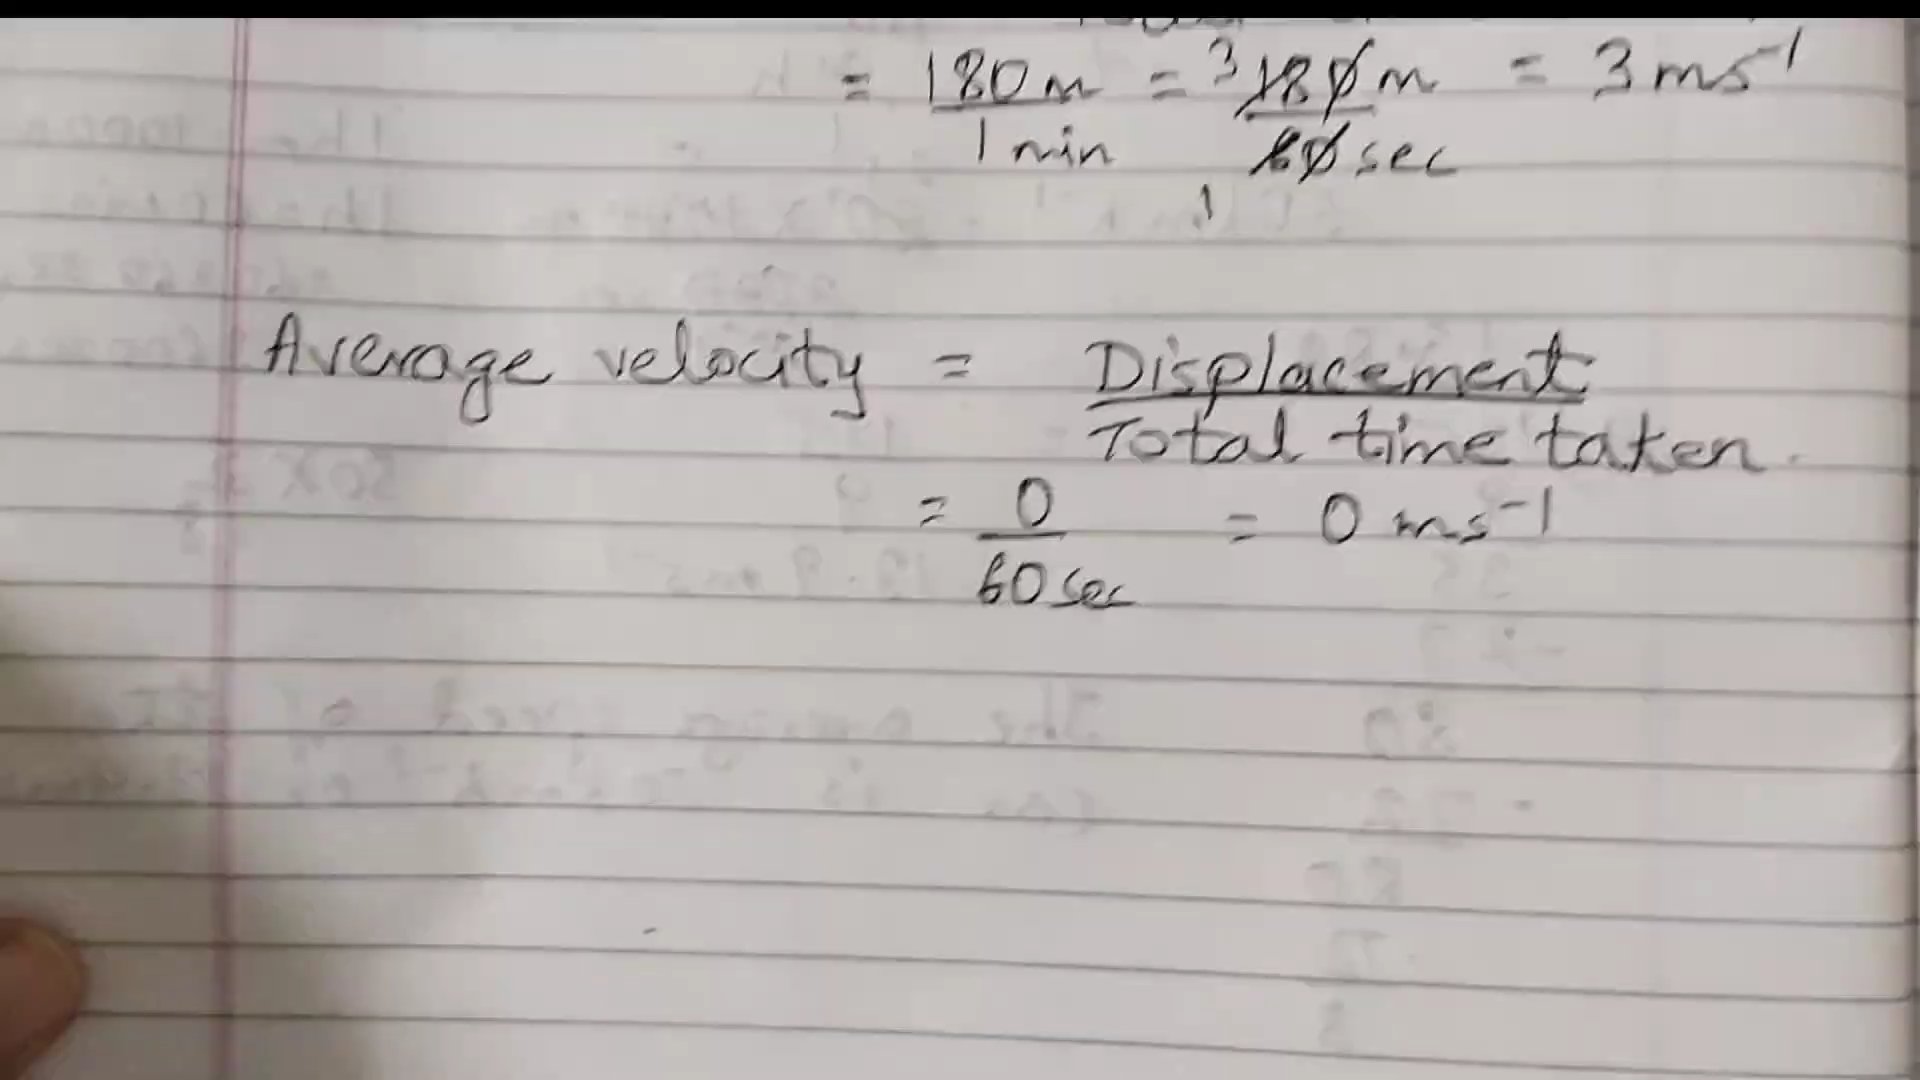 = 180 m / 1 min = 3 180 m / 60 sec 1 = 3 ms⁻¹
Average velocity = Displacement / Total time taken.
= 0 / 60 sec = 0 ms⁻¹